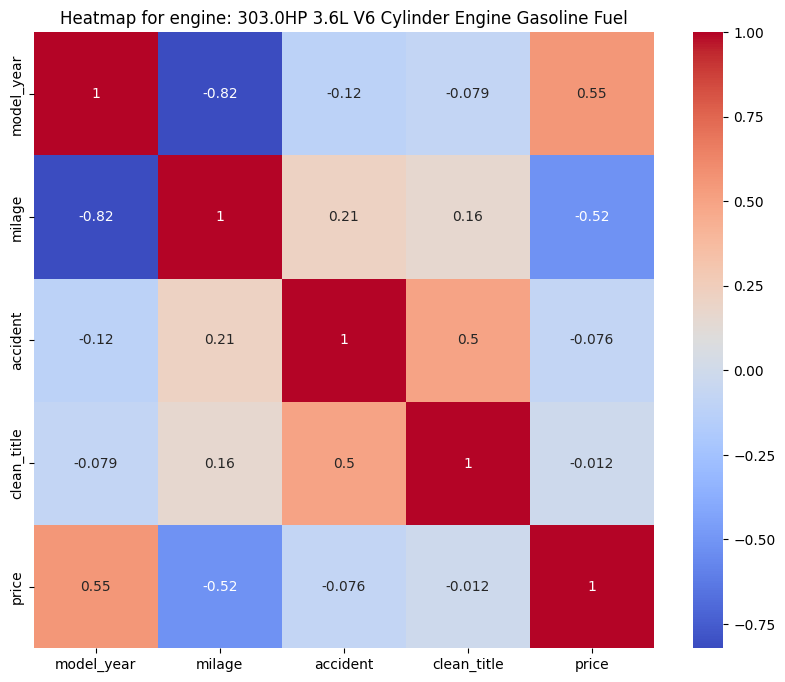 Heatmap for engine: 303.0HP 3.6L V6 Cylinder Engine Gasoline Fuel
model_year 1 -0.82 -0.12 -0.079 0.55
milage -0.82 1 0.21 0.16 -0.52
accident -0.12 0.21 1 0.5 -0.076
clean_title -0.079 0.16 0.5 1 -0.012
price 0.55 -0.52 -0.076 -0.012 1
model_year milage accident clean_title price
1.00
0.75
0.50
0.25
0.00
-0.25
-0.50
-0.75